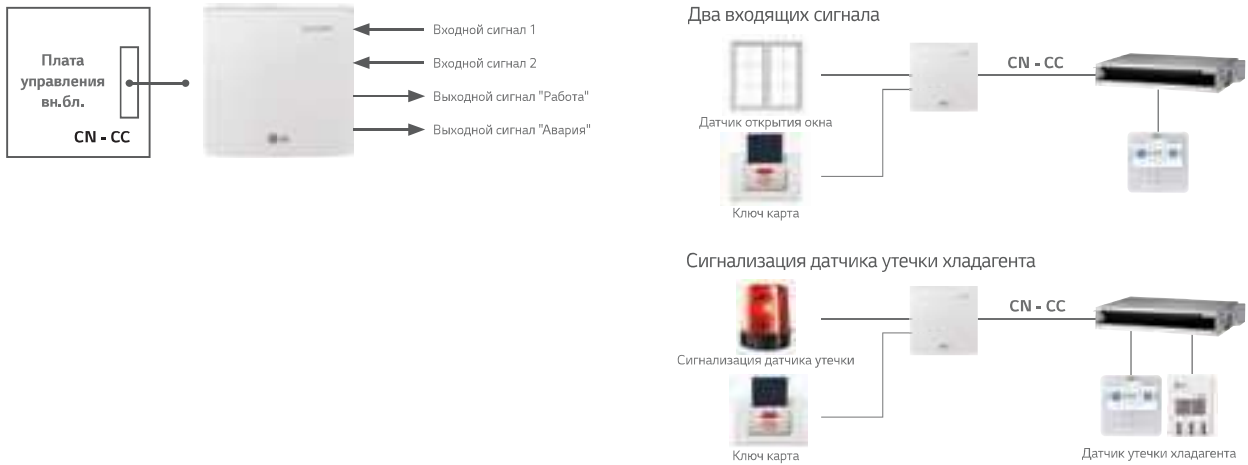 Плата
управления
вн.бл.
CN - CC
Входной сигнал 1
Входной сигнал 2
Выходной сигнал "Работа"
Выходной сигнал "Авария"
Два входящих сигнала
Датчик открытия окна
CN - CC
Ключ карта
Сигнализация датчика утечки хладагента
CN - CC
Сигнализация датчика утечки
Ключ карта
Датчик утечки хладагента